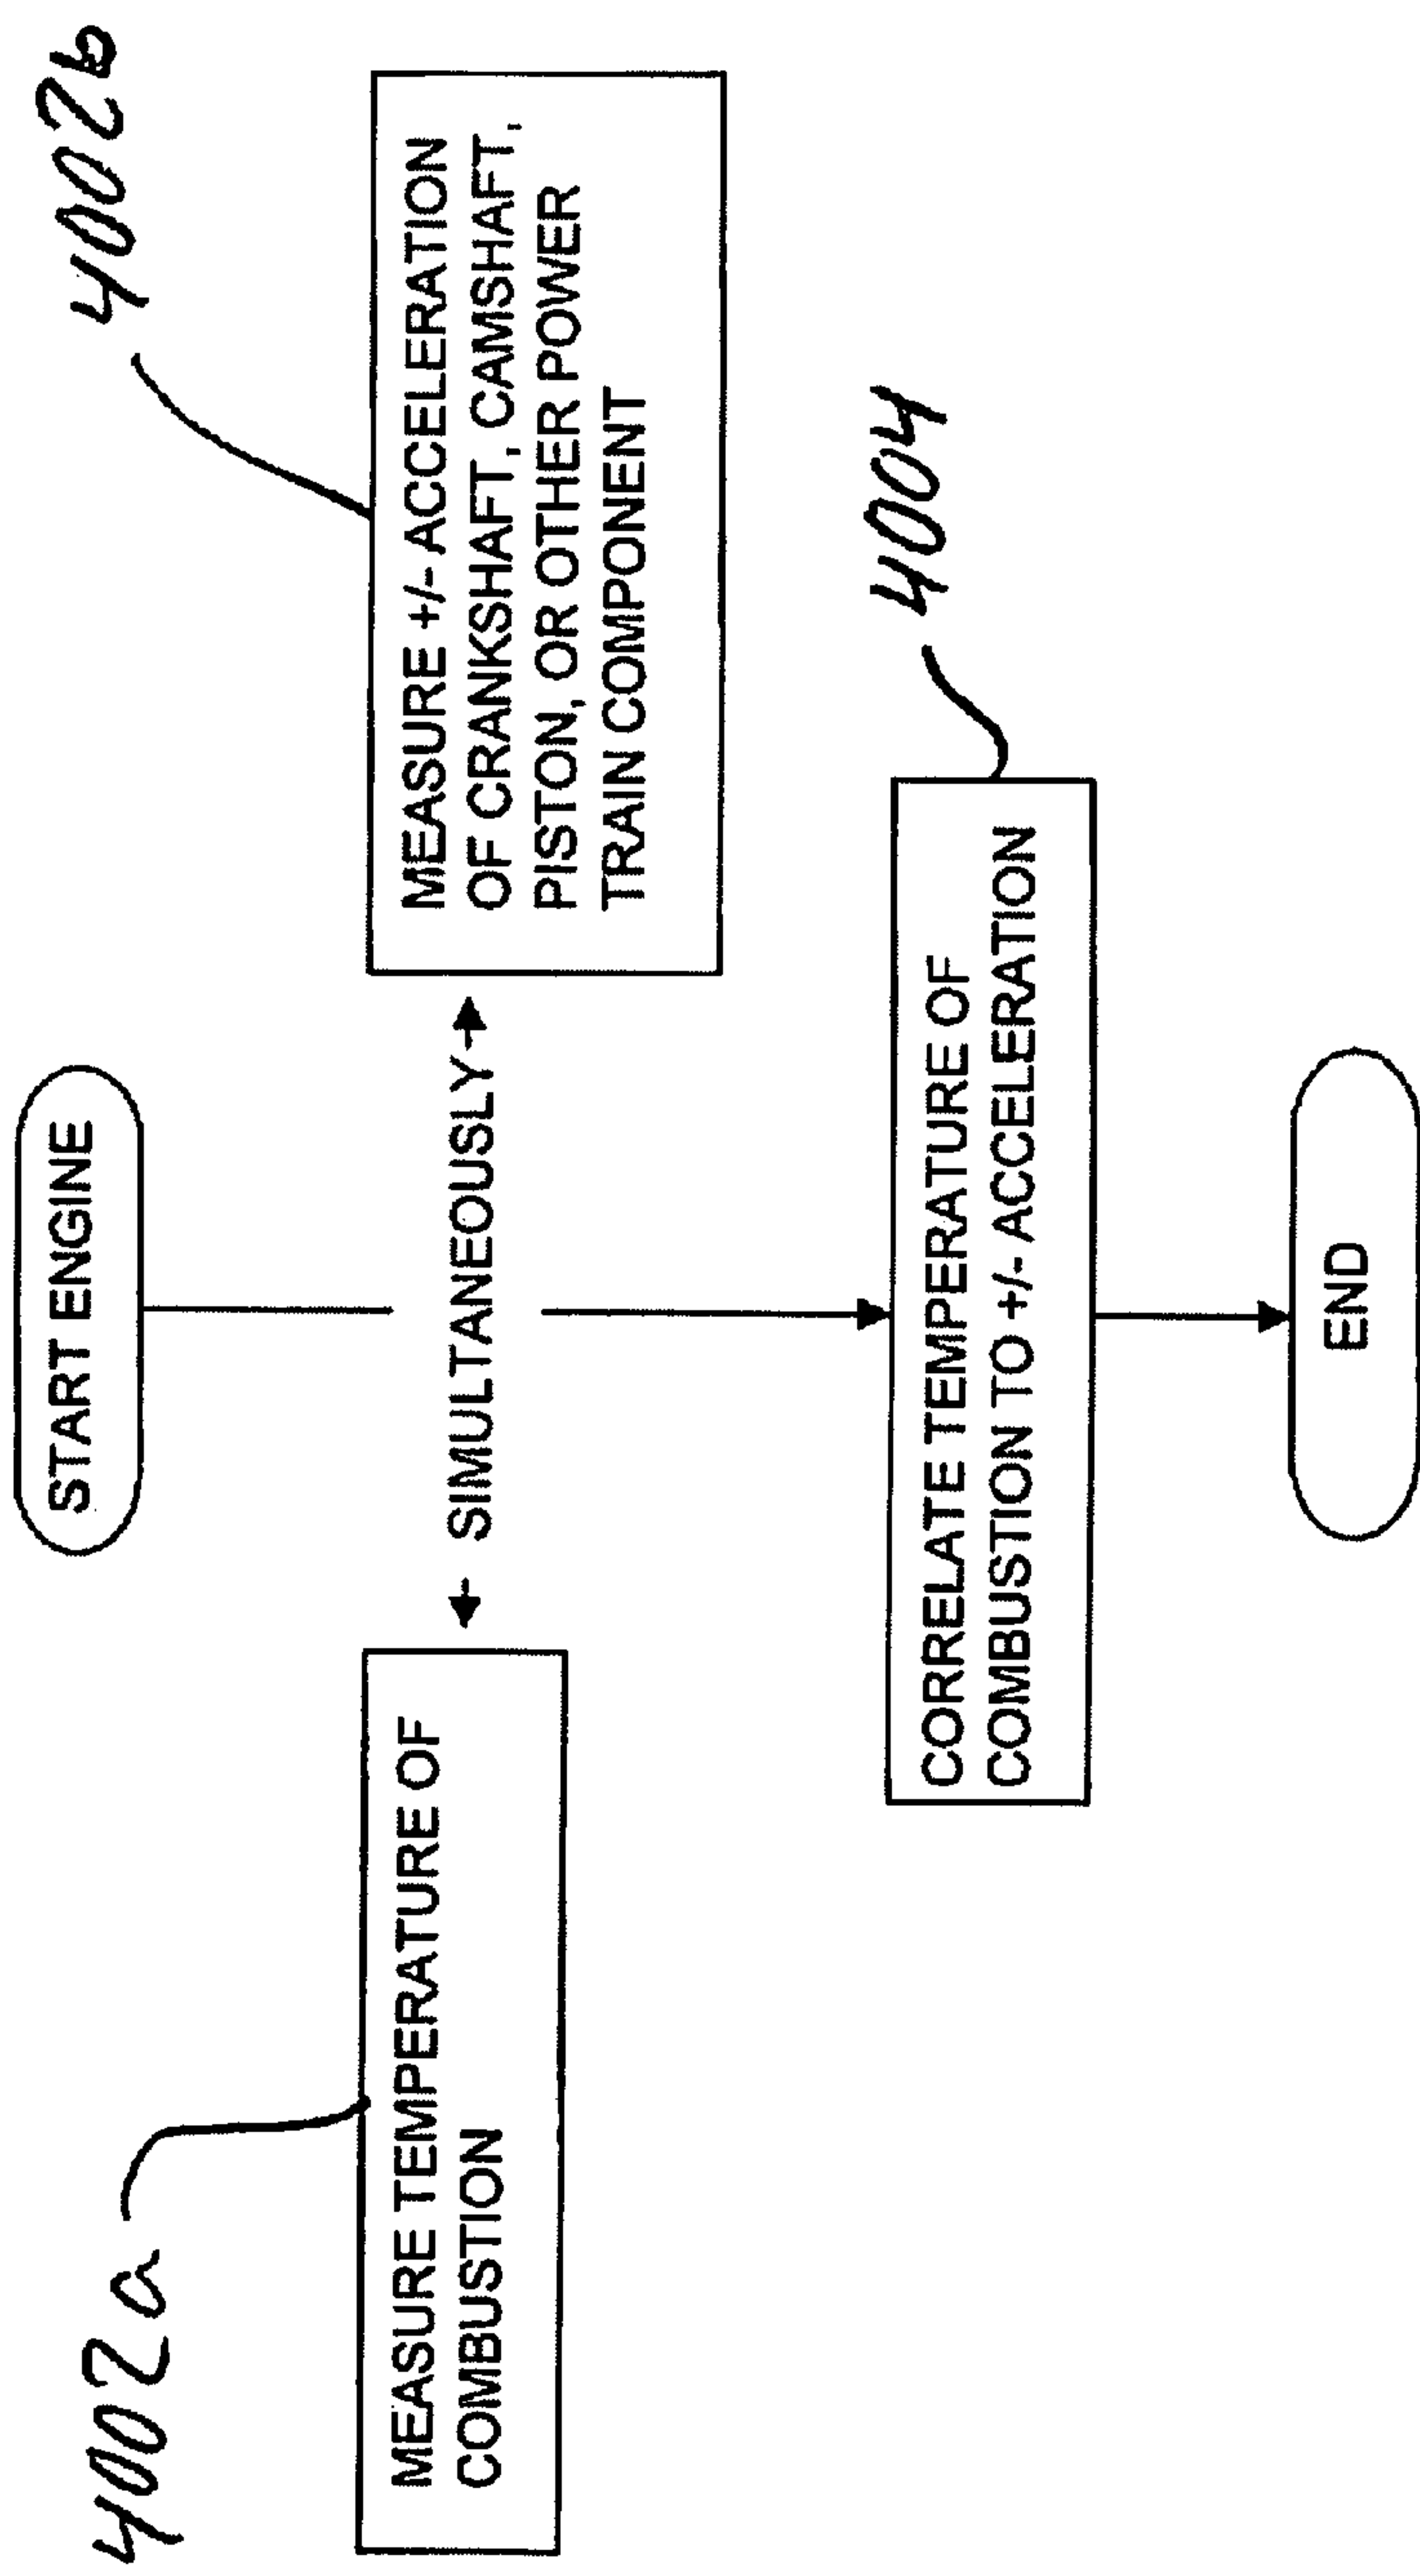 START ENGINE
4002a
MEASURE TEMPERATURE OF
COMBUSTION
← SIMULTANEOUSLY →
4002b
MEASURE +/- ACCELERATION
OF CRANKSHAFT, CAMSHAFT,
PISTON, OR OTHER POWER
TRAIN COMPONENT
4004
CORRELATE TEMPERATURE OF
COMBUSTION TO +/- ACCELERATION
END